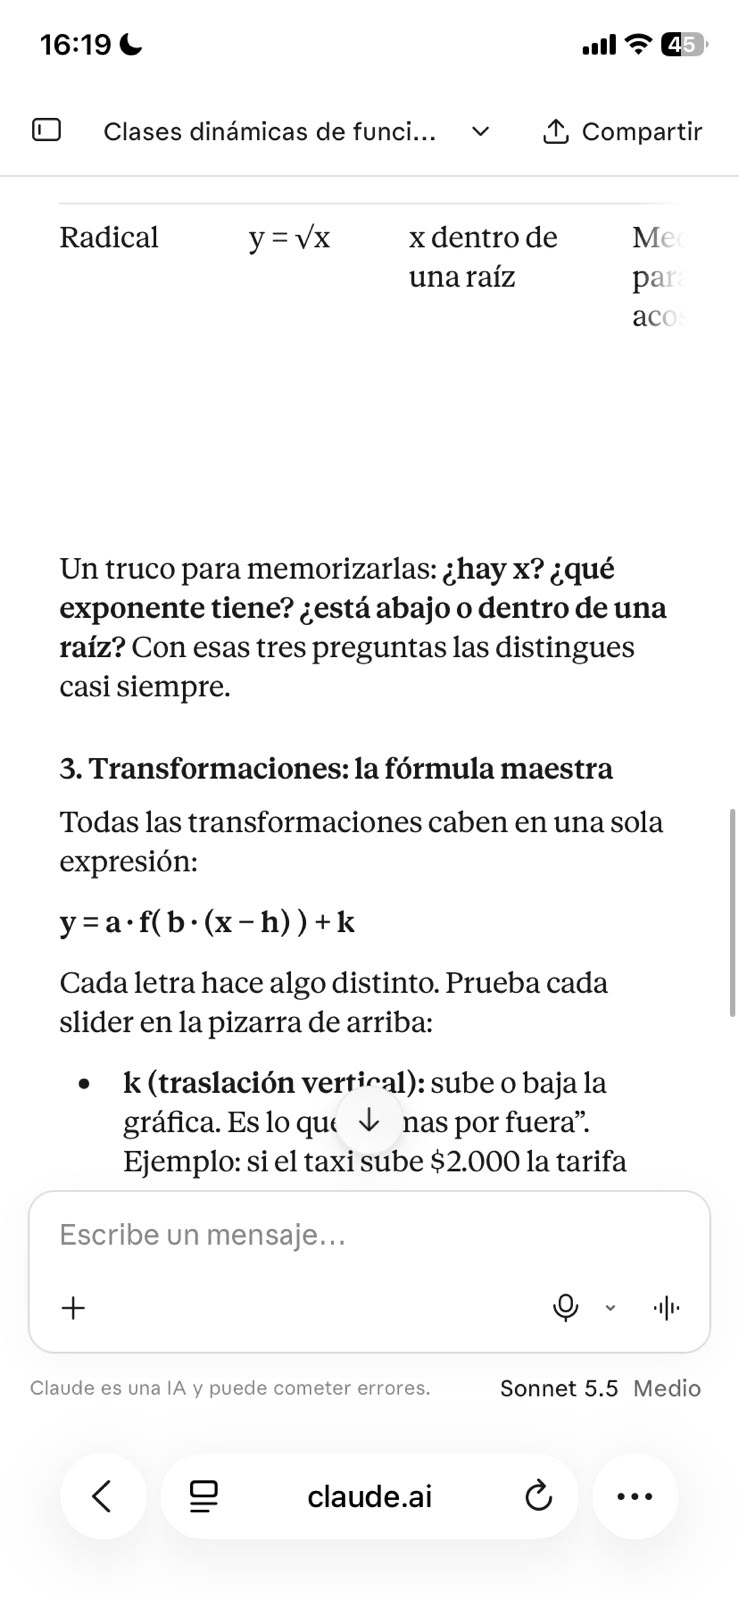 16:19
45
Clases dinámicas de funci...
Compartir
Radical y = √x x dentro de
una raíz
Un truco para memorizarlas: ¿hay x? ¿qué
exponente tiene? ¿está abajo o dentro de una
raíz? Con esas tres preguntas las distingues
casi siempre.
3. Transformaciones: la fórmula maestra
Todas las transformaciones caben en una sola
expresión:
y = a · f( b · (x − h) ) + k
Cada letra hace algo distinto. Prueba cada
slider en la pizarra de arriba:
• k (traslación vertical): sube o baja la
gráfica. Es lo por fuera”.
Ejemplo: si el taxi sube $2.000 la tarifa
Escribe un mensaje...
Claude es una IA y puede cometer errores.
Sonnet 5.5 Medio
claude.ai